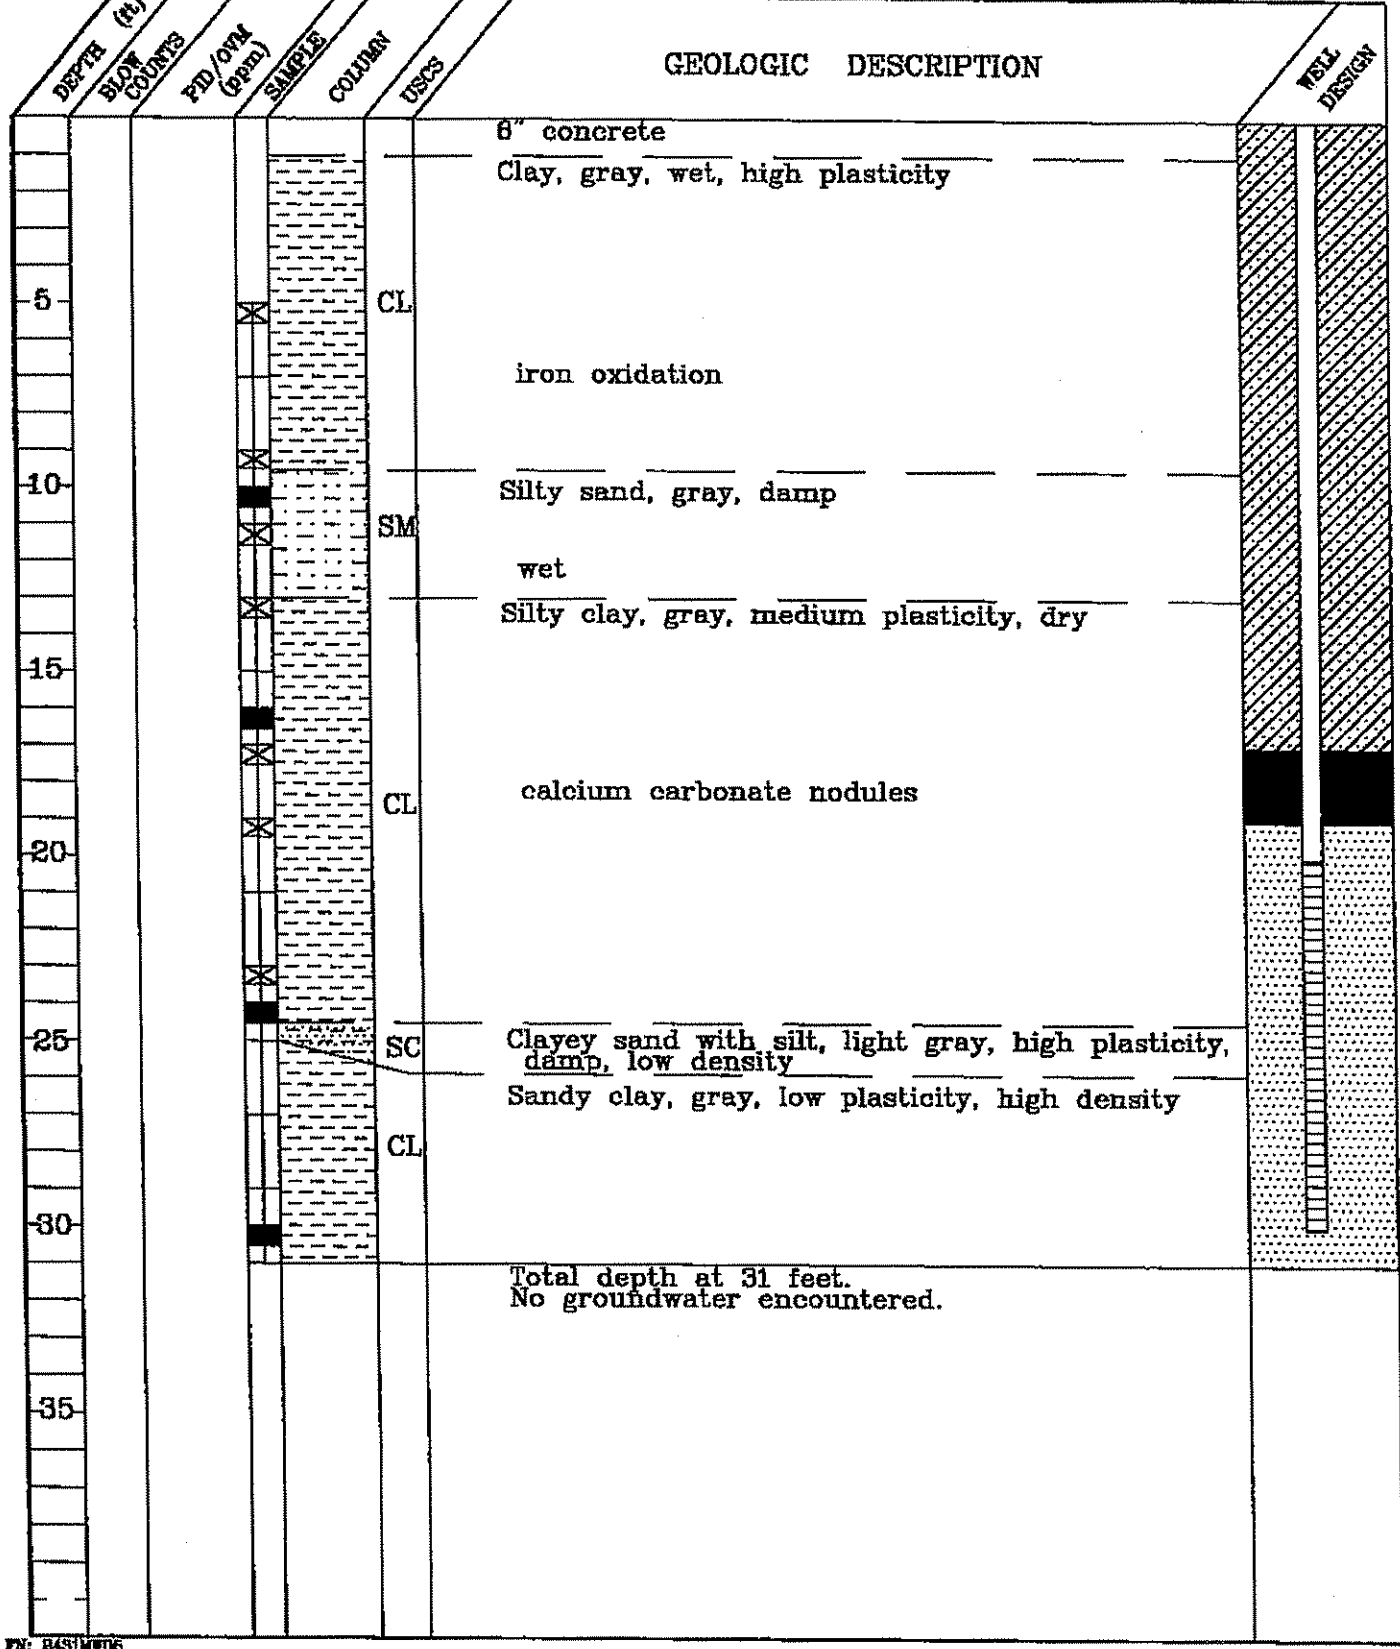 DEPTH (ft)
BLOW COUNTS
PID/OVM (ppm)
SAMPLE
COLUMN
USCS
GEOLOGIC DESCRIPTION
WELL DESIGN
6" concrete
Clay, gray, wet, high plasticity
5
CL
iron oxidation
10
Silty sand, gray, damp
SM
wet
Silty clay, gray, medium plasticity, dry
15
calcium carbonate nodules
CL
20
25
SC
Clayey sand with silt, light gray, high plasticity,
damp, low density
Sandy clay, gray, low plasticity, high density
CL
30
Total depth at 31 feet.
No groundwater encountered.
35